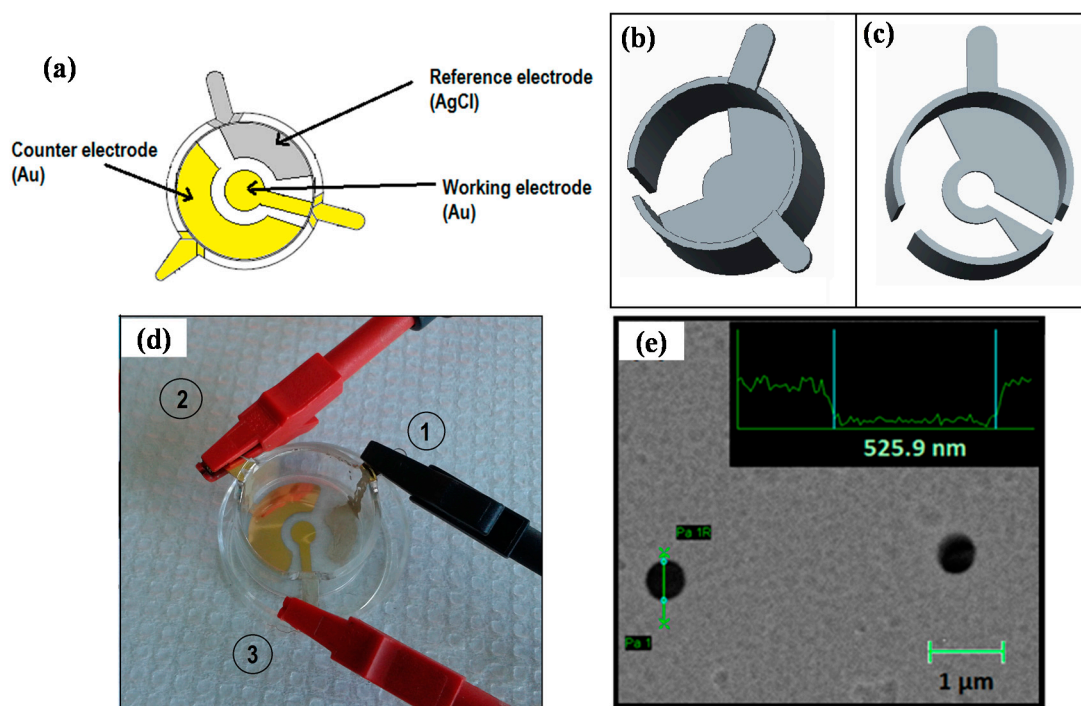 (a)
Reference electrode
(AgCl)
Counter electrode
(Au)
Working electrode
(Au)
(b)
(c)
(d)
2
1
3
(e)
525.9 nm
Pa 1R
Pa 1
1 µm